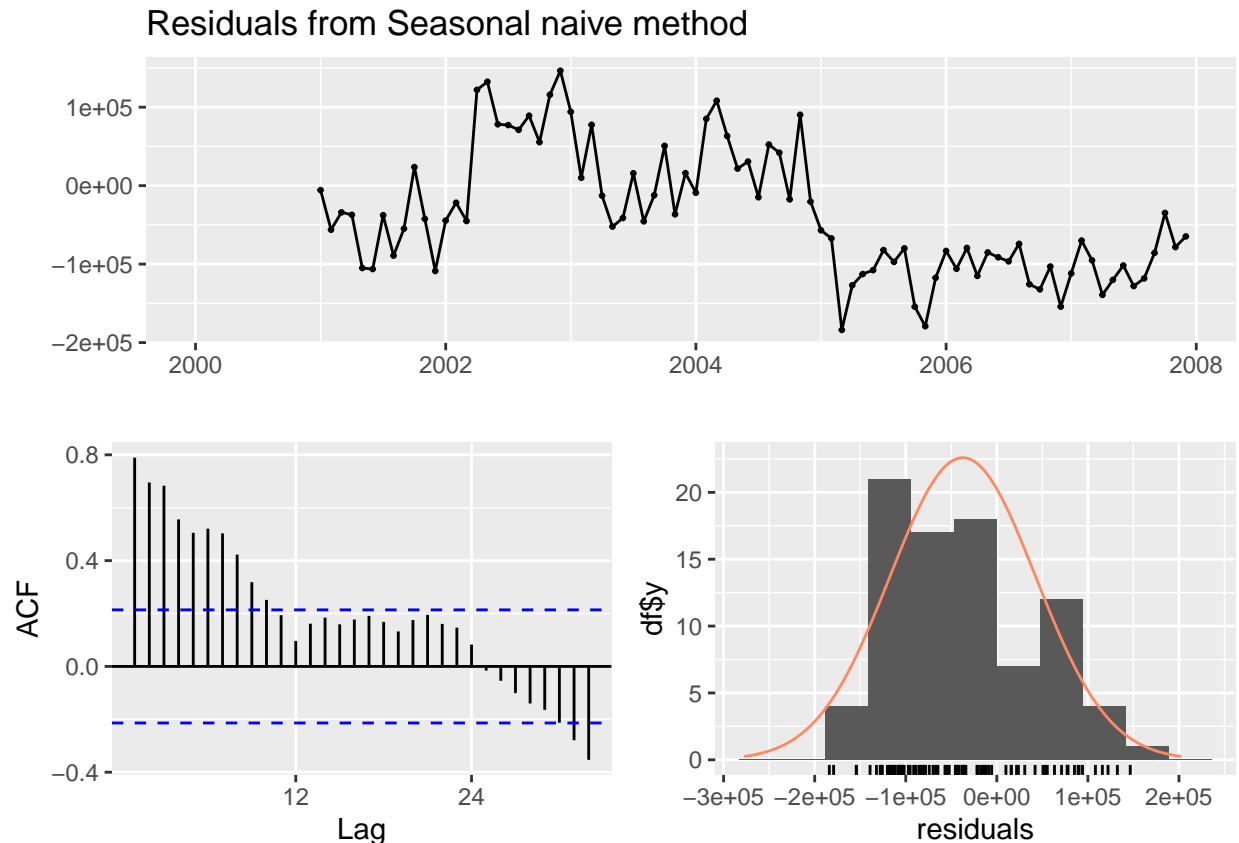 Residuals from Seasonal naive method
1e+05
0e+00
−1e+05
−2e+05
2000 2002 2004 2006 2008
0.8
0.4
0.0
−0.4
ACF
12 24
Lag
20
15
10
5
0
df$y
−3e+05 −2e+05 −1e+05 0e+00 1e+05 2e+05
residuals